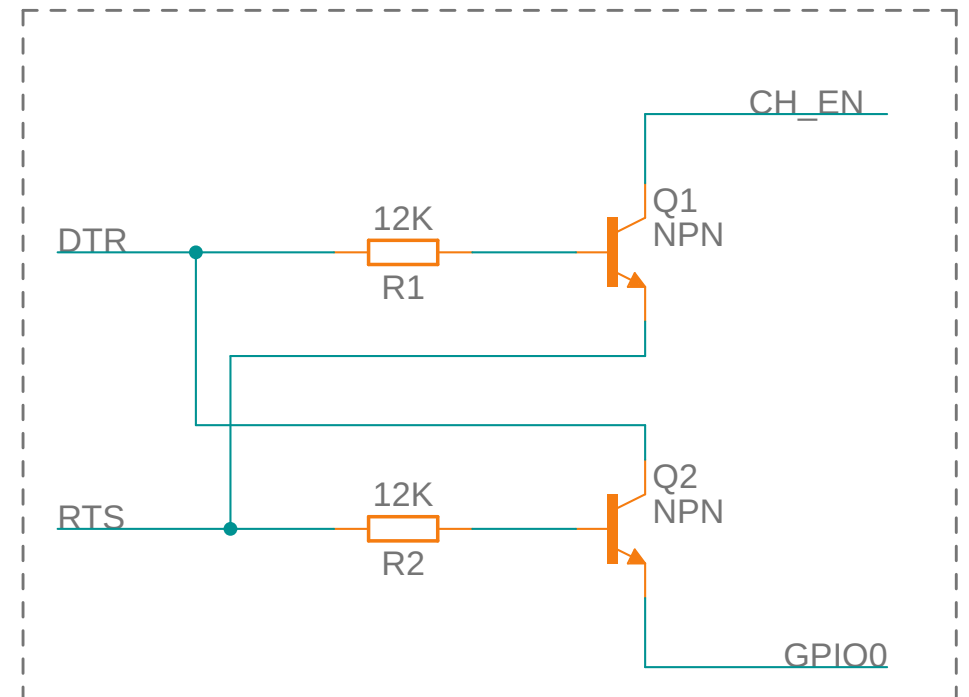 CH_EN
Q1
NPN
12K
DTR
R1
Q2
NPN
12K
RTS
R2
GPIO0